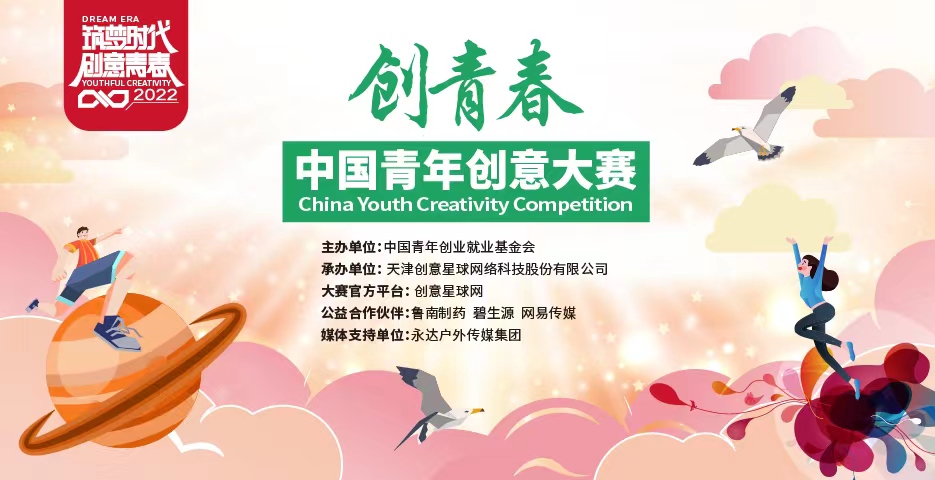 DREAM ERA
筑梦时代
创意青春
YOUTHFUL CREATIVITY
2022
创青春
中国青年创意大赛
China Youth Creativity Competition
主办单位:中国青年创业就业基金会
承办单位: 天津创意星球网络科技股份有限公司
大赛官方平台: 创意星球网
公益合作伙伴:鲁南制药 碧生源 网易传媒
媒体支持单位:永达户外传媒集团